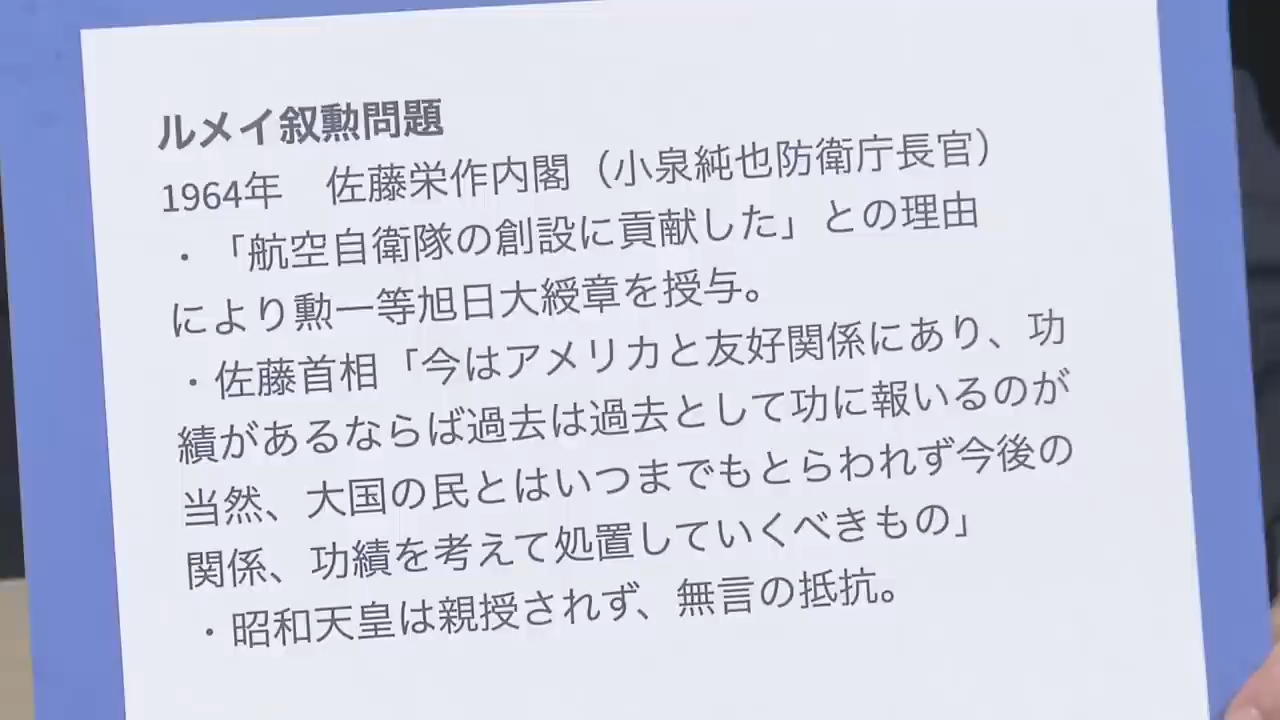 ルメイ叙勲問題
1964年　佐藤栄作内閣（小泉純也防衛庁長官）
・「航空自衛隊の創設に貢献した」との理由
により勲一等旭日大綬章を授与。
・佐藤首相「今はアメリカと友好関係にあり、功
績があるならば過去は過去として功に報いるのが
当然、大国の民とはいつまでもとらわれず今後の
関係、功績を考えて処置していくべきもの」
・昭和天皇は親授されず、無言の抵抗。